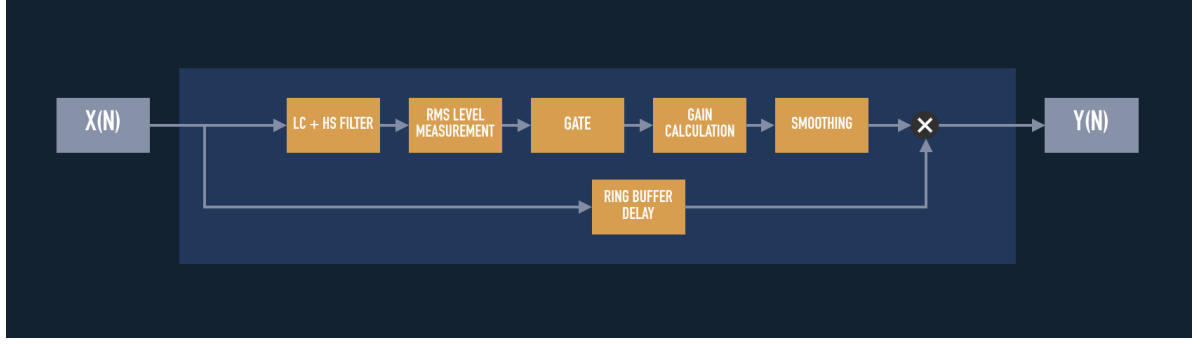 X(N)
LC + HS FILTER
RMS LEVEL
MEASUREMENT
GATE
GAIN
CALCULATION
SMOOTHING
Y(N)
RING BUFFER
DELAY